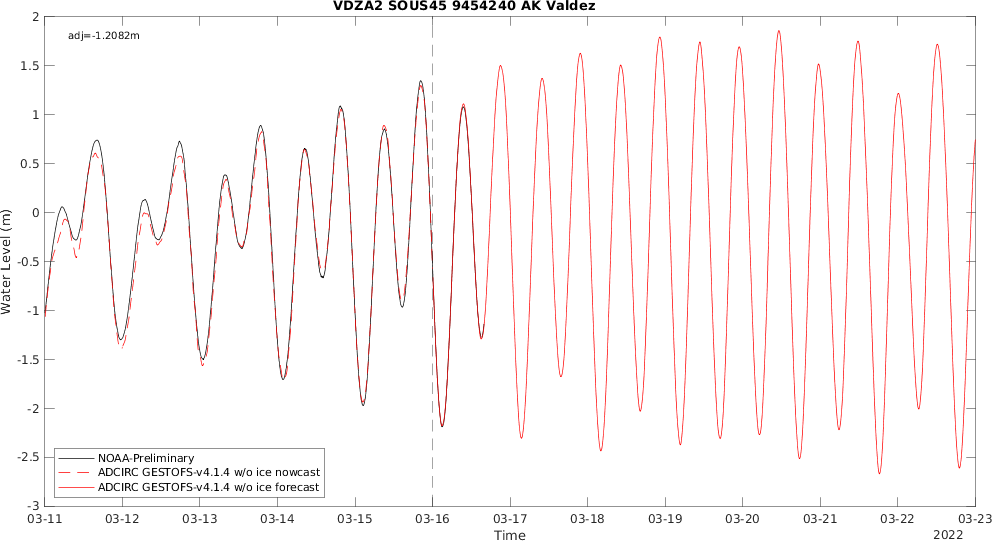 VDZA2 SOUS45 9454240 AK Valdez
adj=-1.2082m
2
1.5
1
0.5
0
-0.5
-1
-1.5
-2
-2.5
-3
Water Level (m)
NOAA-Preliminary
ADCIRC GESTOFS-v4.1.4 w/o ice nowcast
ADCIRC GESTOFS-v4.1.4 w/o ice forecast
03-11 03-12 03-13 03-14 03-15 03-16 03-17 03-18 03-19 03-20 03-21 03-22 03-23
Time
2022